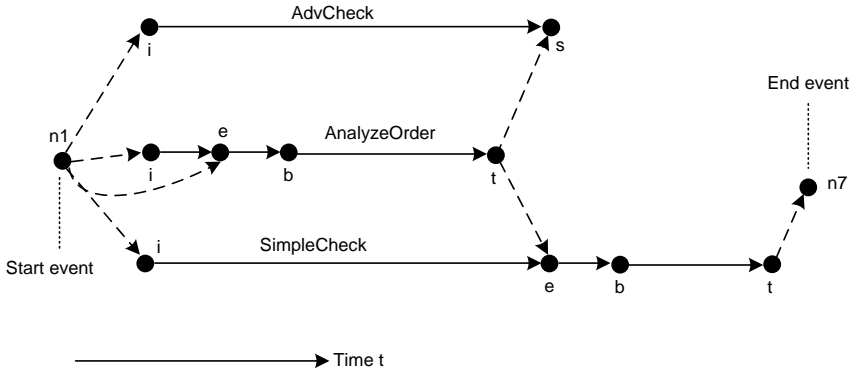 AdvCheck
i
s
End event
n1
e
AnalyzeOrder
i
b
t
n7
i
SimpleCheck
Start event
e
b
t
Time t